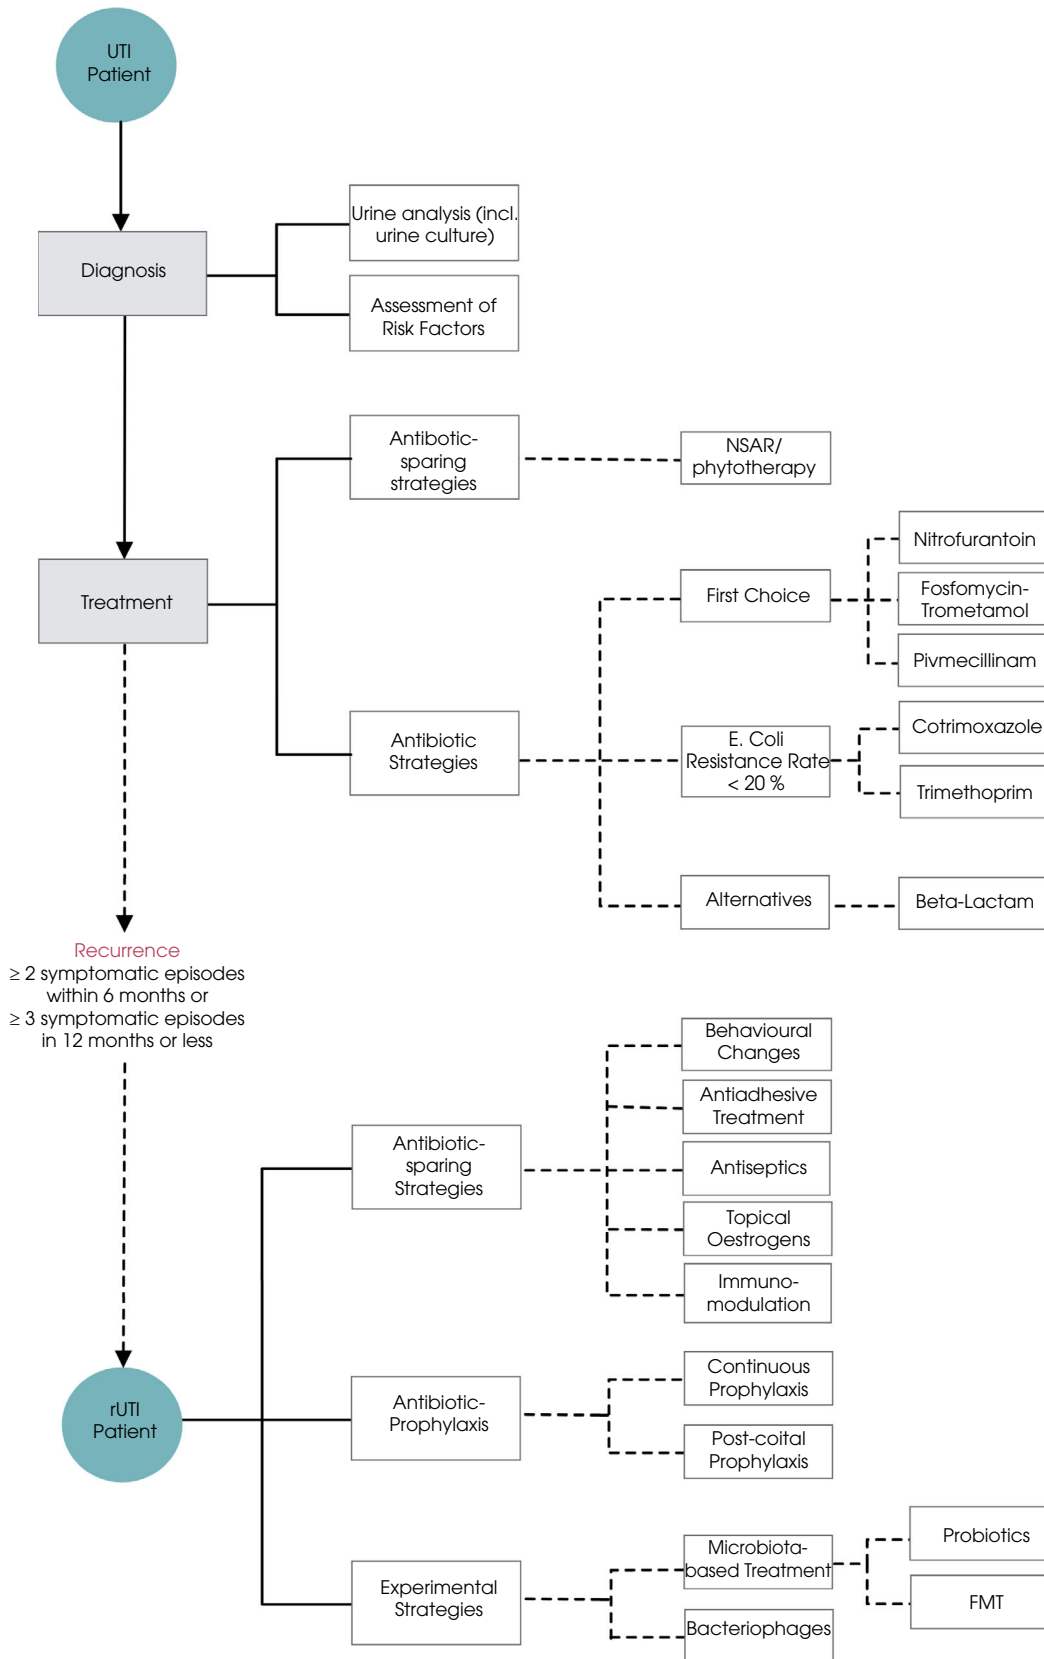 UTI
Patient
Urine analysis (incl.
urine culture)
Diagnosis
Assessment of
Risk Factors
Antibotic-
sparing
strategies
NSAR/
phytotherapy
Nitrofurantoin
Treatment
First Choice
Fosfomycin-
Trometamol
Pivmecillinam
Antibiotic
Strategies
E. Coli
Resistance Rate
< 20 %
Cotrimoxazole
Trimethoprim
Alternatives
Beta-Lactam
Recurrence
≥ 2 symptomatic episodes
within 6 months or
≥ 3 symptomatic episodes
in 12 months or less
Behavioural
Changes
Antiadhesive
Treatment
Antibiotic-
sparing
Strategies
Antiseptics
Topical
Oestrogens
Immuno-
modulation
rUTI
Patient
Antibiotic-
Prophylaxis
Continuous
Prophylaxis
Post-coital
Prophylaxis
Experimental
Strategies
Microbiota-
based Treatment
Probiotics
FMT
Bacteriophages